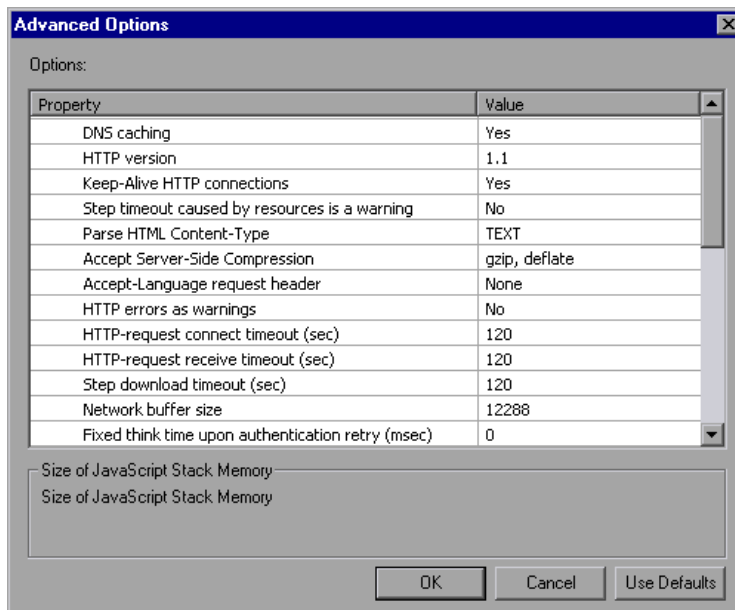 Advanced Options
Options:
Property Value
DNS caching Yes
HTTP version 1.1
Keep-Alive HTTP connections Yes
Step timeout caused by resources is a warning No
Parse HTML Content-Type TEXT
Accept Server-Side Compression gzip, deflate
Accept-Language request header None
HTTP errors as warnings No
HTTP-request connect timeout (sec) 120
HTTP-request receive timeout (sec) 120
Step download timeout (sec) 120
Network buffer size 12288
Fixed think time upon authentication retry (msec) 0
Size of JavaScript Stack Memory
Size of JavaScript Stack Memory
OK Cancel Use Defaults